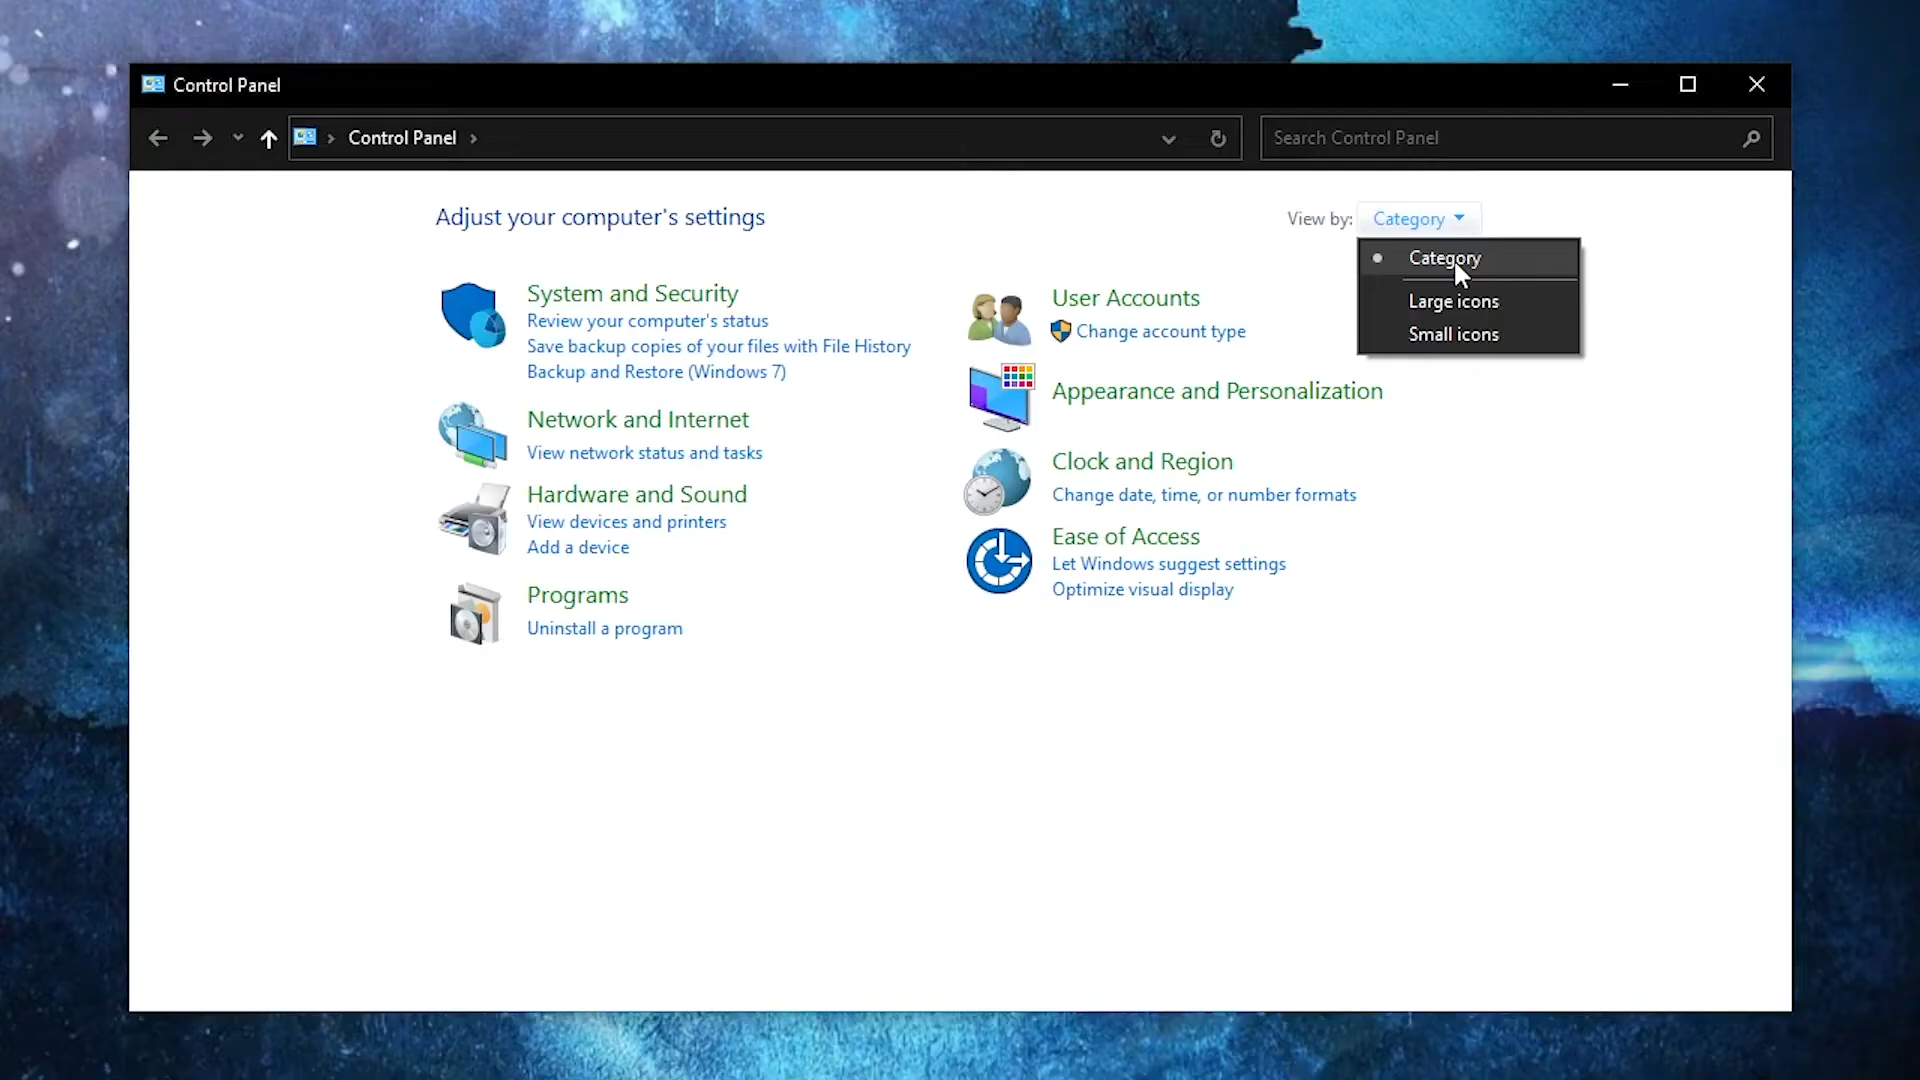 Control Panel
Control Panel
Search Control Panel
Adjust your computer's settings
View by: Category
Category
Large icons
Small icons
System and Security
Review your computer's status
Save backup copies of your files with File History
Backup and Restore (Windows 7)
Network and Internet
View network status and tasks
Hardware and Sound
View devices and printers
Add a device
Programs
Uninstall a program
User Accounts
Change account type
Appearance and Personalization
Clock and Region
Change date, time, or number formats
Ease of Access
Let Windows suggest settings
Optimize visual display